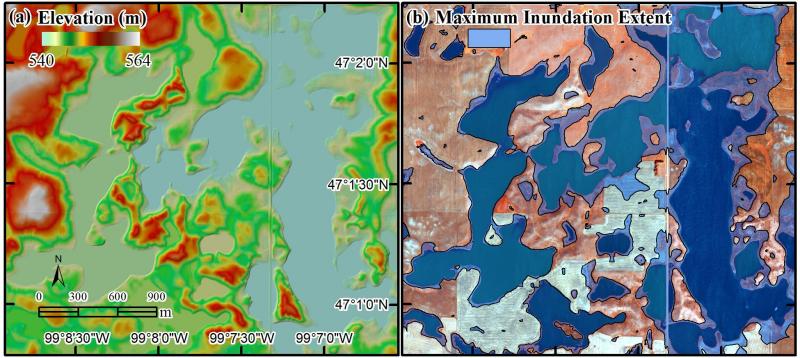 (a) Elevation (m)
540 564
47°2'0"N
47°1'30"N
N
0 300 600 900
m
47°1'0"N
99°8'30"W 99°8'0"W 99°7'30"W 99°7'0"W
(b) Maximum Inundation Extent